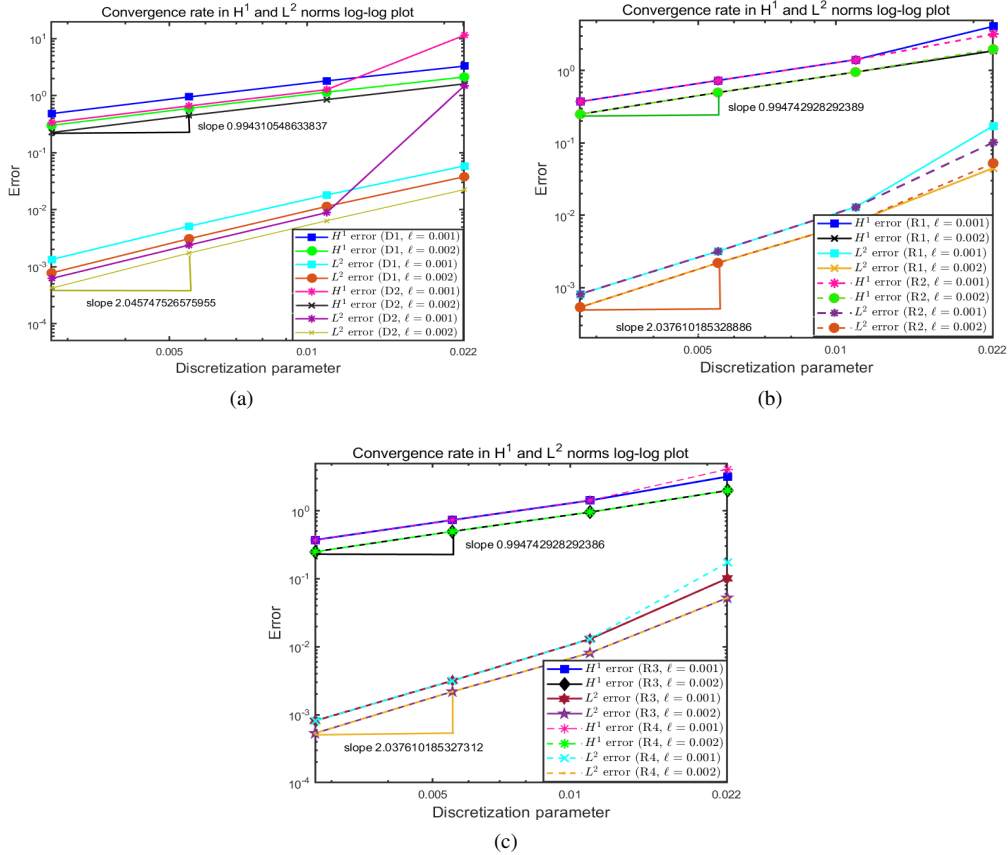 Convergence rate in H¹ and L² norms log-log plot
Error
10¹
10⁰
10⁻¹
10⁻²
10⁻³
10⁻⁴
slope 0.994310548633837
slope 2.045747526575955
H¹ error (D1, ℓ = 0.001)
H¹ error (D1, ℓ = 0.002)
L² error (D1, ℓ = 0.001)
L² error (D1, ℓ = 0.002)
H¹ error (D2, ℓ = 0.001)
H¹ error (D2, ℓ = 0.002)
L² error (D2, ℓ = 0.001)
L² error (D2, ℓ = 0.002)
0.005 0.01 0.022
Discretization parameter
(a)
Convergence rate in H¹ and L² norms log-log plot
Error
10⁰
10⁻¹
10⁻²
10⁻³
slope 0.994742928292389
slope 2.037610185328886
H¹ error (R1, ℓ = 0.001)
H¹ error (R1, ℓ = 0.002)
L² error (R1, ℓ = 0.001)
L² error (R1, ℓ = 0.002)
H¹ error (R2, ℓ = 0.001)
H¹ error (R2, ℓ = 0.002)
L² error (R2, ℓ = 0.001)
L² error (R2, ℓ = 0.002)
0.005 0.01 0.022
Discretization parameter
(b)
Convergence rate in H¹ and L² norms log-log plot
Error
10⁰
10⁻¹
10⁻²
10⁻³
10⁻⁴
slope 0.994742928292386
slope 2.037610185327312
H¹ error (R3, ℓ = 0.001)
H¹ error (R3, ℓ = 0.002)
L² error (R3, ℓ = 0.001)
L² error (R3, ℓ = 0.002)
H¹ error (R4, ℓ = 0.001)
H¹ error (R4, ℓ = 0.002)
L² error (R4, ℓ = 0.001)
L² error (R4, ℓ = 0.002)
0.005 0.01 0.022
Discretization parameter
(c)